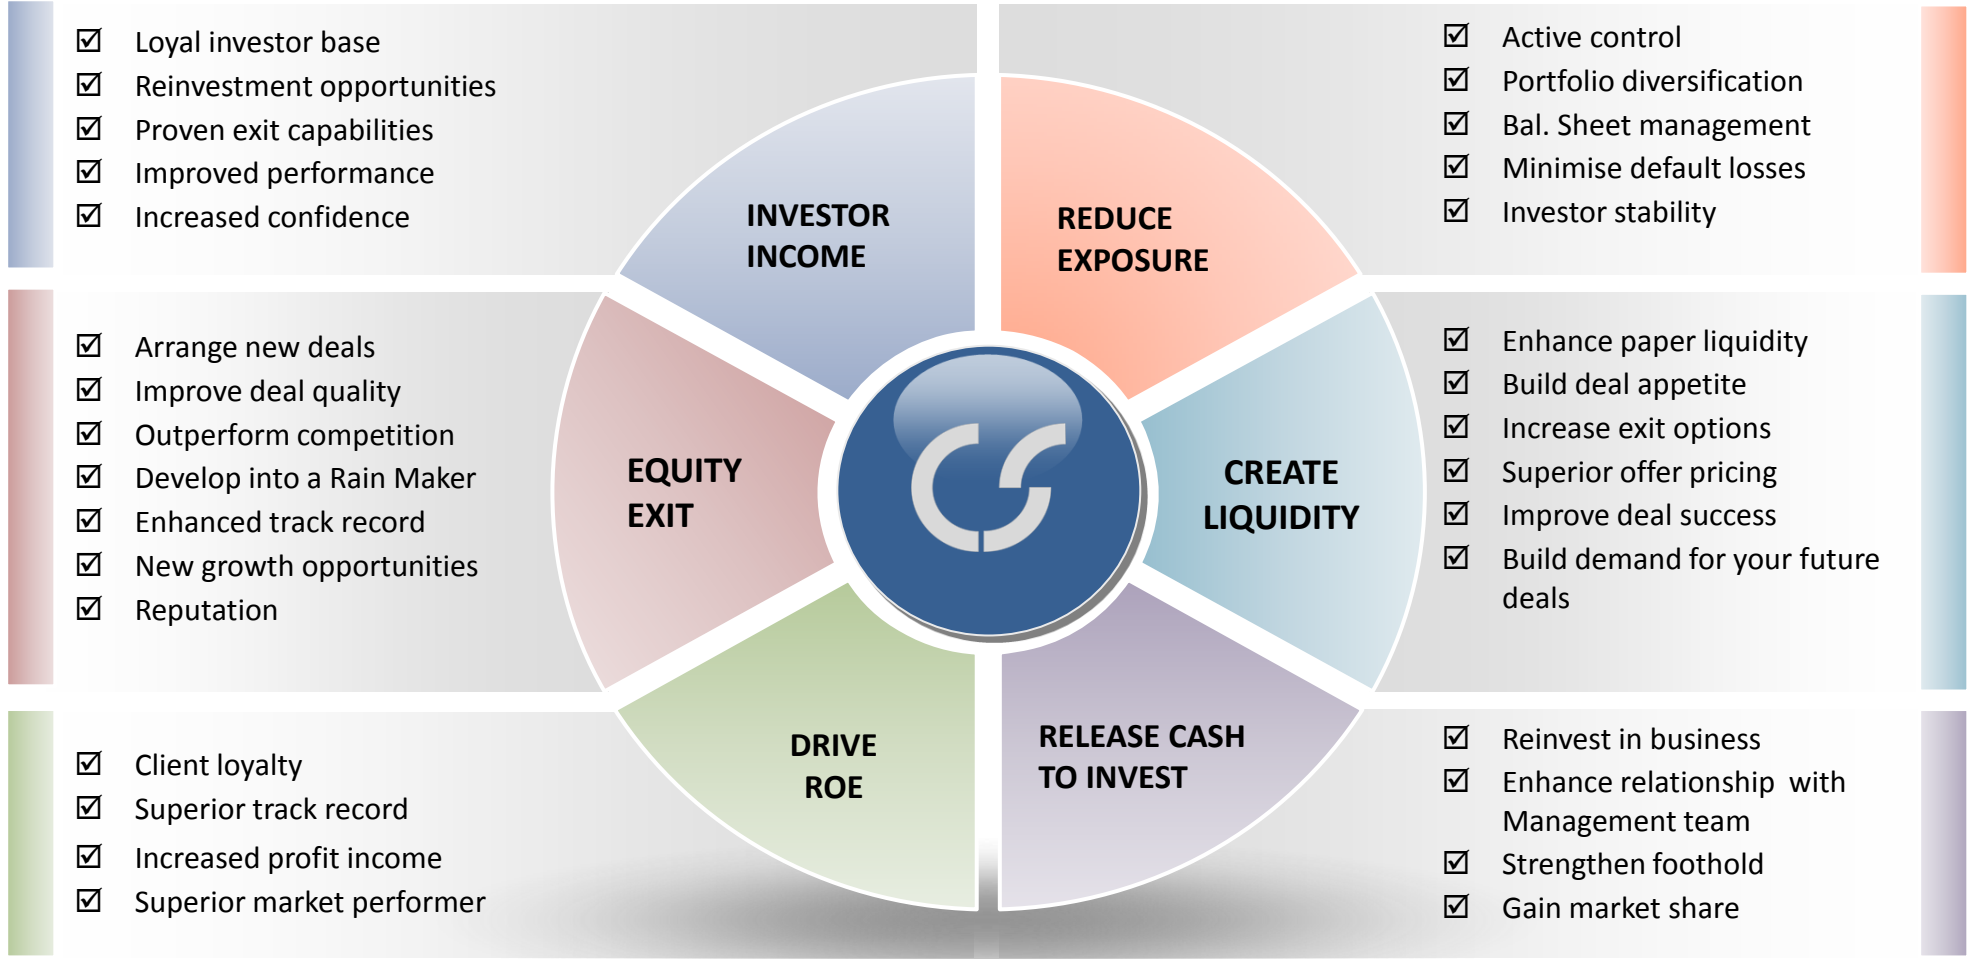 Loyal investor base
Reinvestment opportunities
Proven exit capabilities
Improved performance
Increased confidence
INVESTOR
INCOME
REDUCE
EXPOSURE
Active control
Portfolio diversification
Bal. Sheet management
Minimise default losses
Investor stability
Arrange new deals
Improve deal quality
Outperform competition
Develop into a Rain Maker
Enhanced track record
New growth opportunities
Reputation
EQUITY
EXIT
CREATE
LIQUIDITY
Enhance paper liquidity
Build deal appetite
Increase exit options
Superior offer pricing
Improve deal success
Build demand for your future
deals
Client loyalty
Superior track record
Increased profit income
Superior market performer
DRIVE
ROE
RELEASE CASH
TO INVEST
Reinvest in business
Enhance relationship  with
Management team
Strengthen foothold
Gain market share